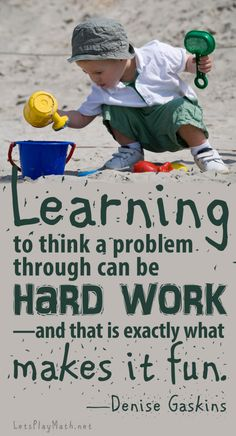 Learning
to think a problem
through can be
HARD WORK
—and that is exactly what
makes it fun.
—Denise Gaskins
LetsPlayMath.net